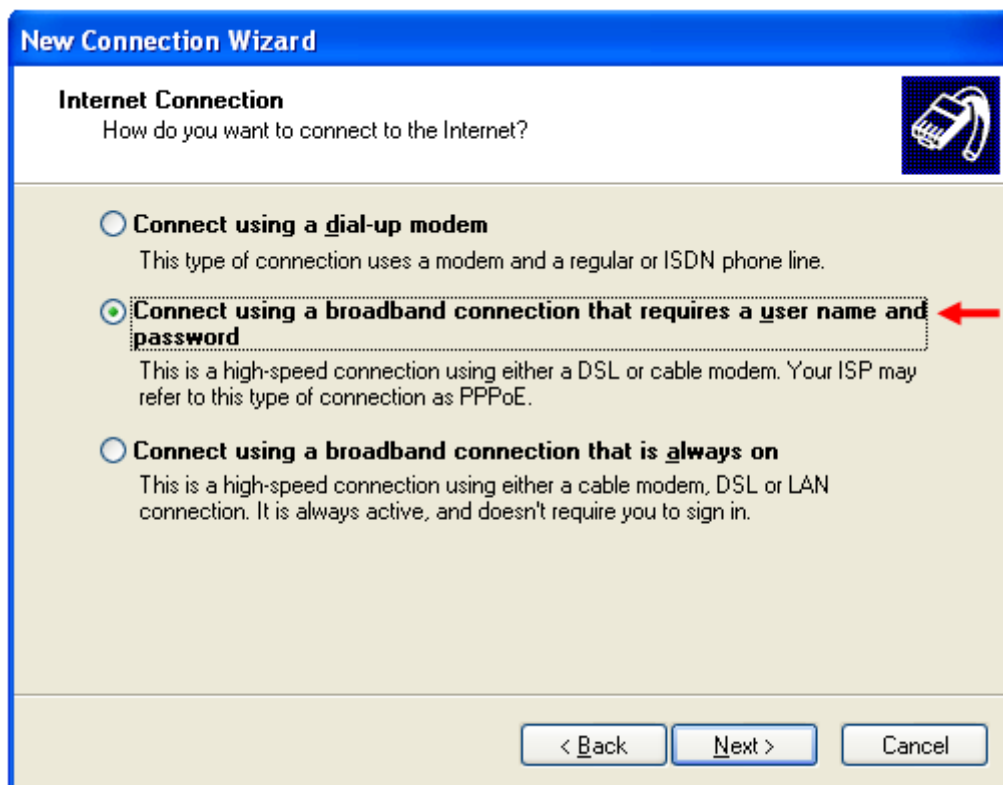 New Connection Wizard
Internet Connection
How do you want to connect to the Internet?
Connect using a dial-up modem
This type of connection uses a modem and a regular or ISDN phone line.
Connect using a broadband connection that requires a user name and
password
This is a high-speed connection using either a DSL or cable modem. Your ISP may
refer to this type of connection as PPPoE.
Connect using a broadband connection that is always on
This is a high-speed connection using either a cable modem, DSL or LAN
connection. It is always active, and doesn't require you to sign in.
< Back
Next >
Cancel